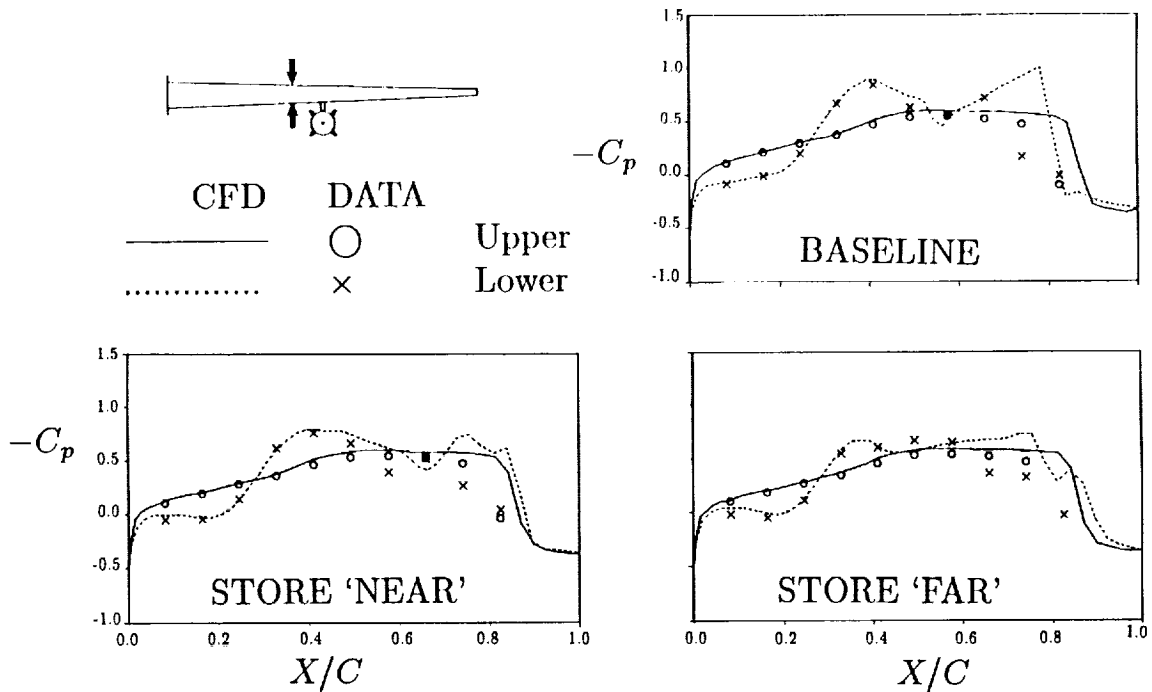 CFD DATA
Upper
Lower
1.5
1.0
0.5
0.0
-0.5
-1.0
−C_p
BASELINE
1.5
1.0
0.5
0.0
-0.5
-1.0
−C_p
STORE ‘NEAR’
0.0 0.2 0.4 0.6 0.8 1.0
X/C
STORE ‘FAR’
0.0 0.2 0.4 0.6 0.8 1.0
X/C